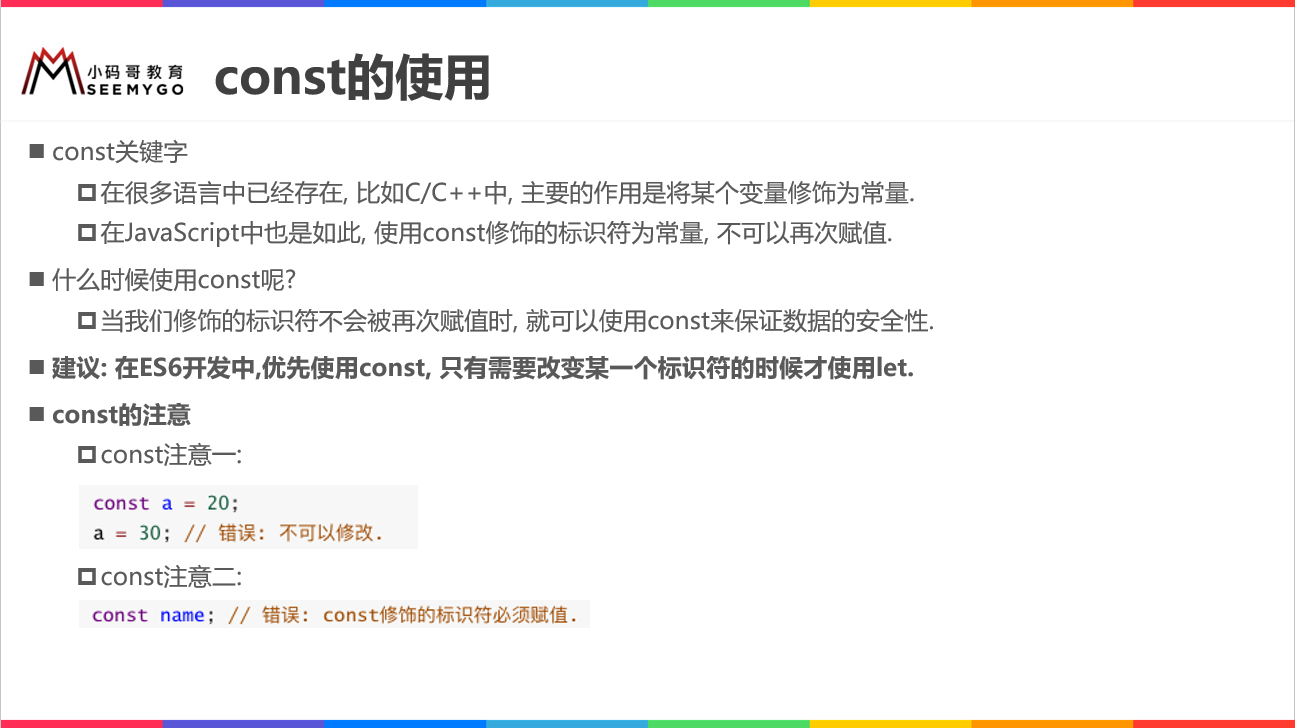 小码哥教育
SEEMYGO
const的使用
const关键字
在很多语言中已经存在, 比如C/C++中, 主要的作用是将某个变量修饰为常量.
在JavaScript中也是如此, 使用const修饰的标识符为常量, 不可以再次赋值.
什么时候使用const呢?
当我们修饰的标识符不会被再次赋值时, 就可以使用const来保证数据的安全性.
建议: 在ES6开发中,优先使用const, 只有需要改变某一个标识符的时候才使用let.
const的注意
const注意一:
const a = 20;
a = 30; // 错误: 不可以修改.
const注意二:
const name; // 错误: const修饰的标识符必须赋值.